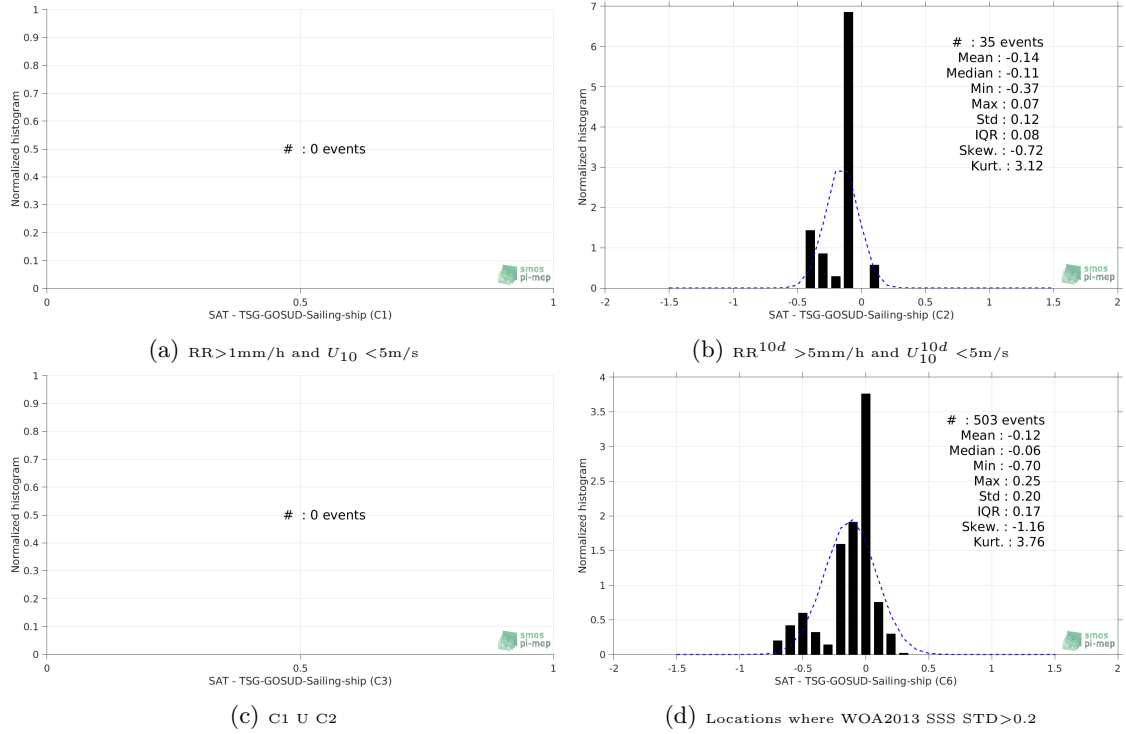 1
0.9
0.8
0.7
0.6
0.5
0.4
0.3
0.2
0.1
0
Normalized histogram
# : 0 events
smos
pi-mep
0 0.5 1
SAT - TSG-GOSUD-Sailing-ship (C1)
(a) RR>1mm/h and U10 <5m/s
7
6
5
4
3
2
1
0
Normalized histogram
# : 35 events
Mean : -0.14
Median : -0.11
Min : -0.37
Max : 0.07
Std : 0.12
IQR : 0.08
Skew. : -0.72
Kurt. : 3.12
smos
pi-mep
-2 -1.5 -1 -0.5 0 0.5 1 1.5 2
SAT - TSG-GOSUD-Sailing-ship (C2)
(b) RR10d >5mm/h and U10d10 <5m/s
1
0.9
0.8
0.7
0.6
0.5
0.4
0.3
0.2
0.1
0
Normalized histogram
# : 0 events
smos
pi-mep
0 0.5 1
SAT - TSG-GOSUD-Sailing-ship (C3)
(c) C1 U C2
4
3.5
3
2.5
2
1.5
1
0.5
0
Normalized histogram
# : 503 events
Mean : -0.12
Median : -0.06
Min : -0.70
Max : 0.25
Std : 0.20
IQR : 0.17
Skew. : -1.16
Kurt. : 3.76
smos
pi-mep
-2 -1.5 -1 -0.5 0 0.5 1 1.5 2
SAT - TSG-GOSUD-Sailing-ship (C6)
(d) Locations where WOA2013 SSS STD>0.2